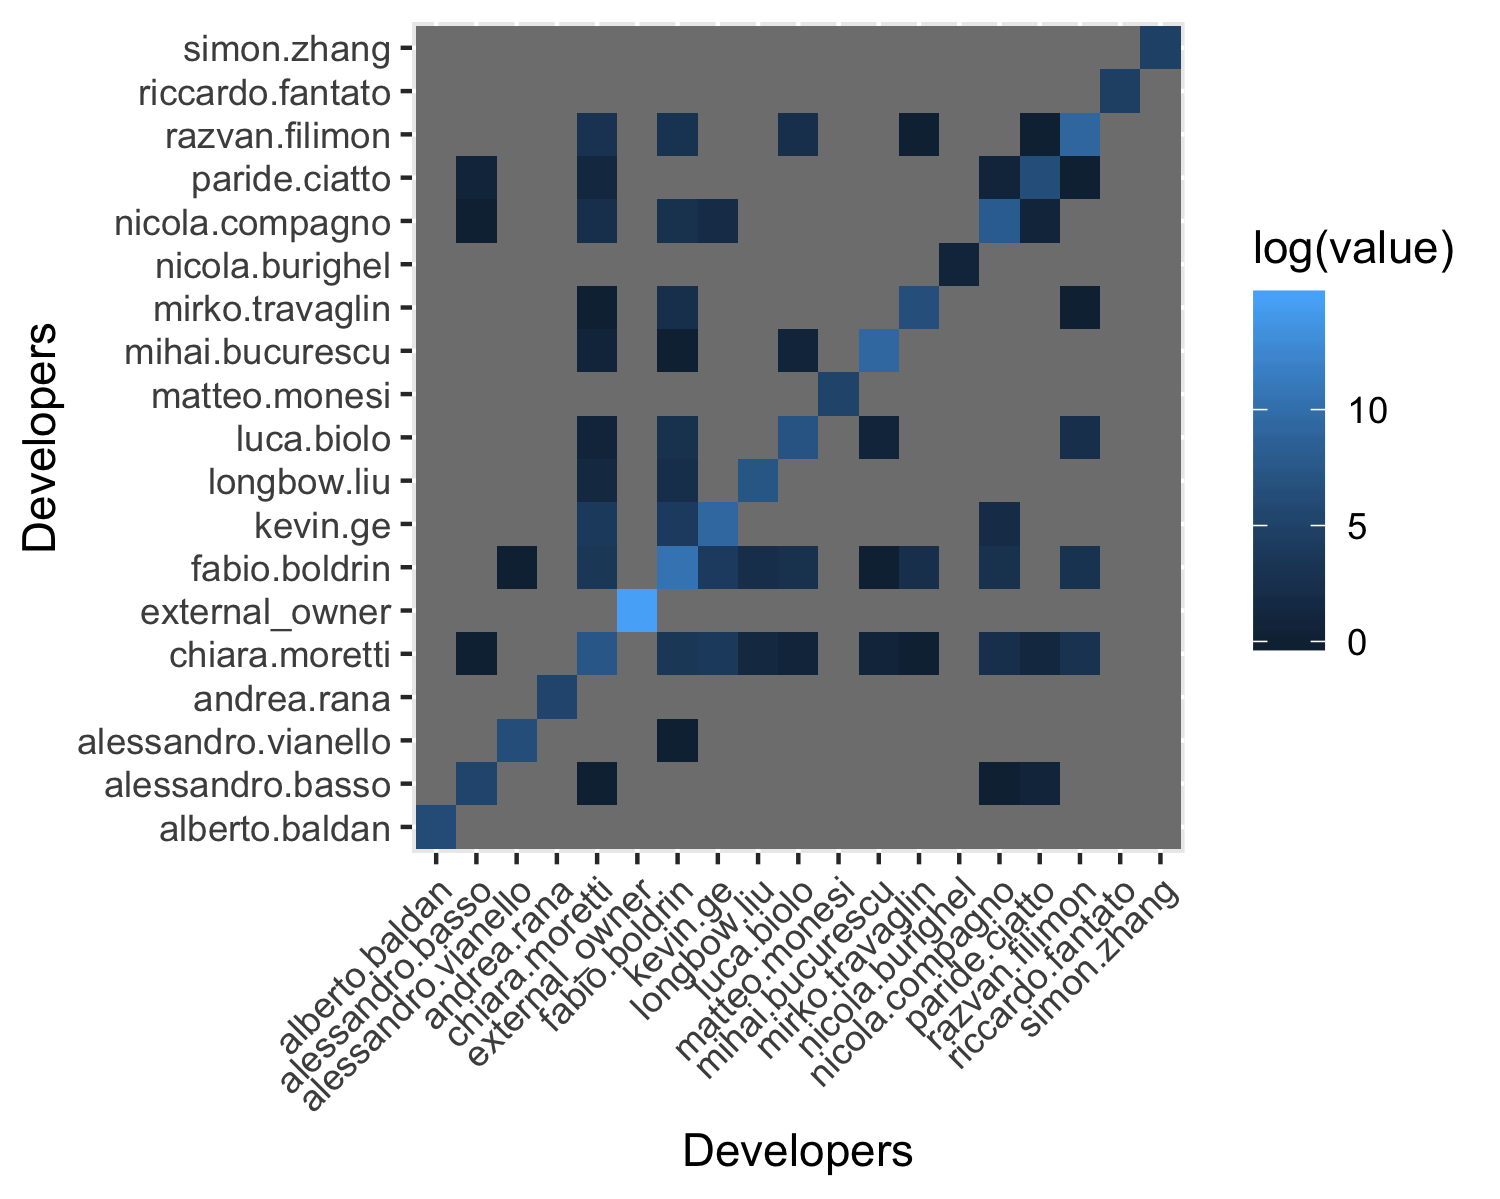 simon.zhang
riccardo.fantato
razvan.filimon
paride.ciatto
nicola.compagno
nicola.burighel
mirko.travaglin
mihai.bucurescu
matteo.monesi
luca.biolo
longbow.liu
kevin.ge
fabio.boldrin
external_owner
chiara.moretti
andrea.rana
alessandro.vianello
alessandro.basso
alberto.baldan
Developers
alberto.baldan
alessandro.basso
alessandro.vianello
andrea.rana
chiara.moretti
external_owner
fabio.boldrin
kevin.ge
longbow.liu
luca.biolo
matteo.monesi
mihai.bucurescu
mirko.travaglin
nicola.burighel
nicola.compagno
paride.ciatto
razvan.filimon
riccardo.fantato
simon.zhang
Developers
log(value)
10
5
0